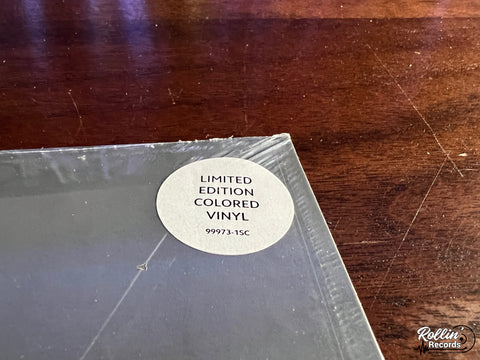 LIMITED
EDITION
COLORED
VINYL
99973-1SC
Rollin'
Records